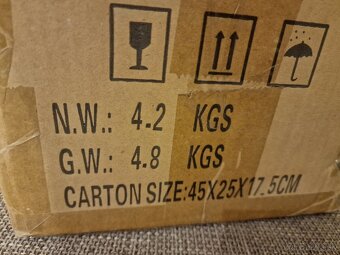 N.W.: 4.2 KGS
G.W.: 4.8 KGS
CARTON SIZE:45X25X17.5CM